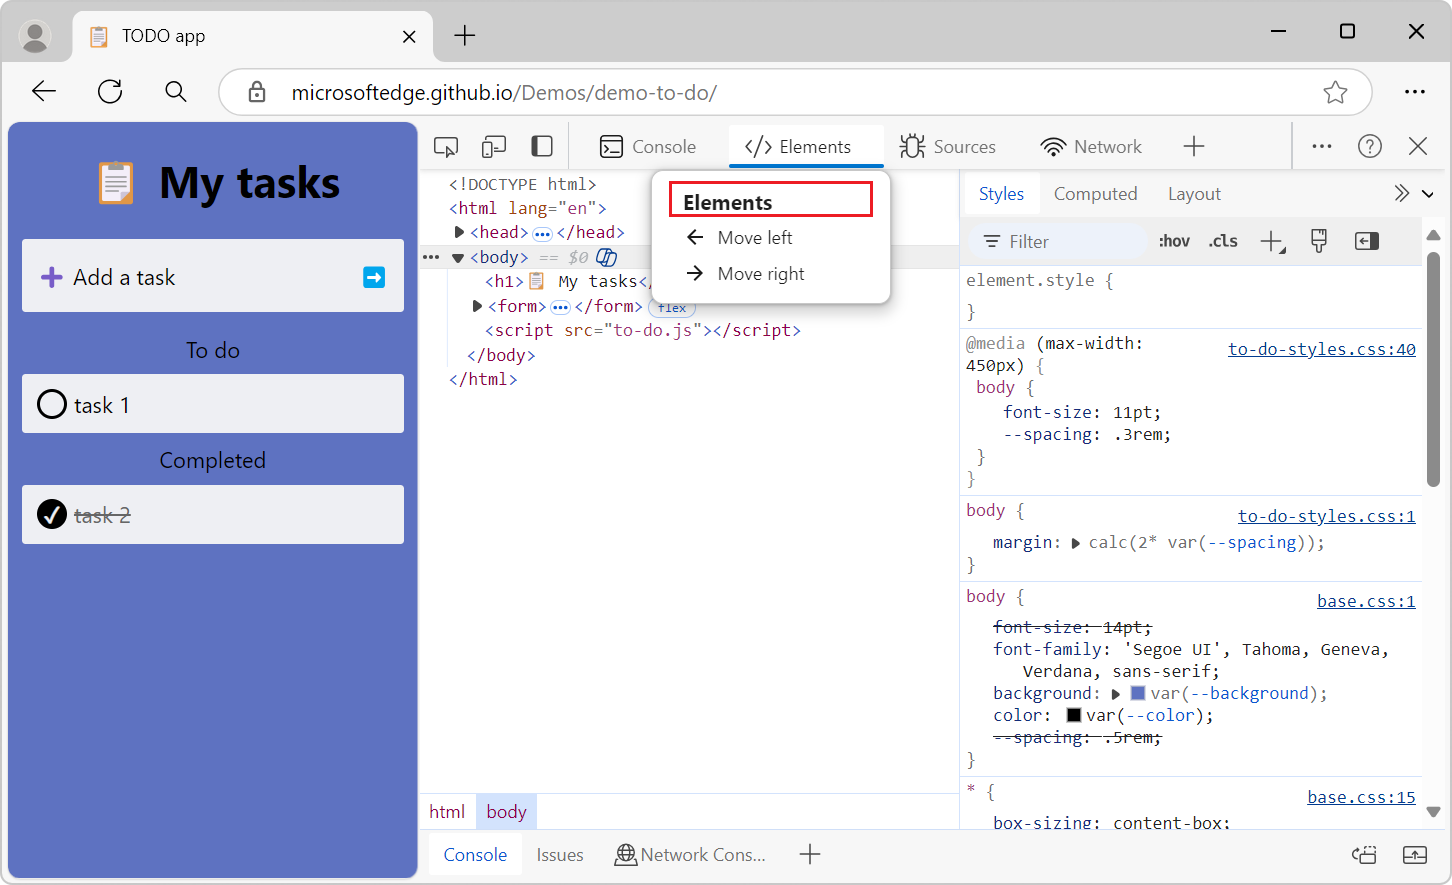 TODO app
microsoftedge.github.io/Demos/demo-to-do/
My tasks
Add a task
To do
task 1
Completed
task 2
Console
Elements
Sources
Network
<!DOCTYPE html>
<html lang="en">
<head> … </head>
<body> == $0
<h1>📋 My tasks</
<form> … </form> flex
<script src="to-do.js"></script>
</body>
</html>
Elements
Move left
Move right
html body
Styles Computed Layout
Filter :hov .cls
element.style {
}
@media (max-width: to-do-styles.css:40
450px) {
body {
font-size: 11pt;
--spacing: .3rem;
}
}
body { to-do-styles.css:1
margin: calc(2* var(--spacing));
}
body { base.css:1
font-size: 14pt;
font-family: 'Segoe UI', Tahoma, Geneva,
Verdana, sans-serif;
background: var(--background);
color: var(--color);
--spacing: .5rem;
}
* { base.css:15
box-sizing: content-box;
Console Issues Network Cons...